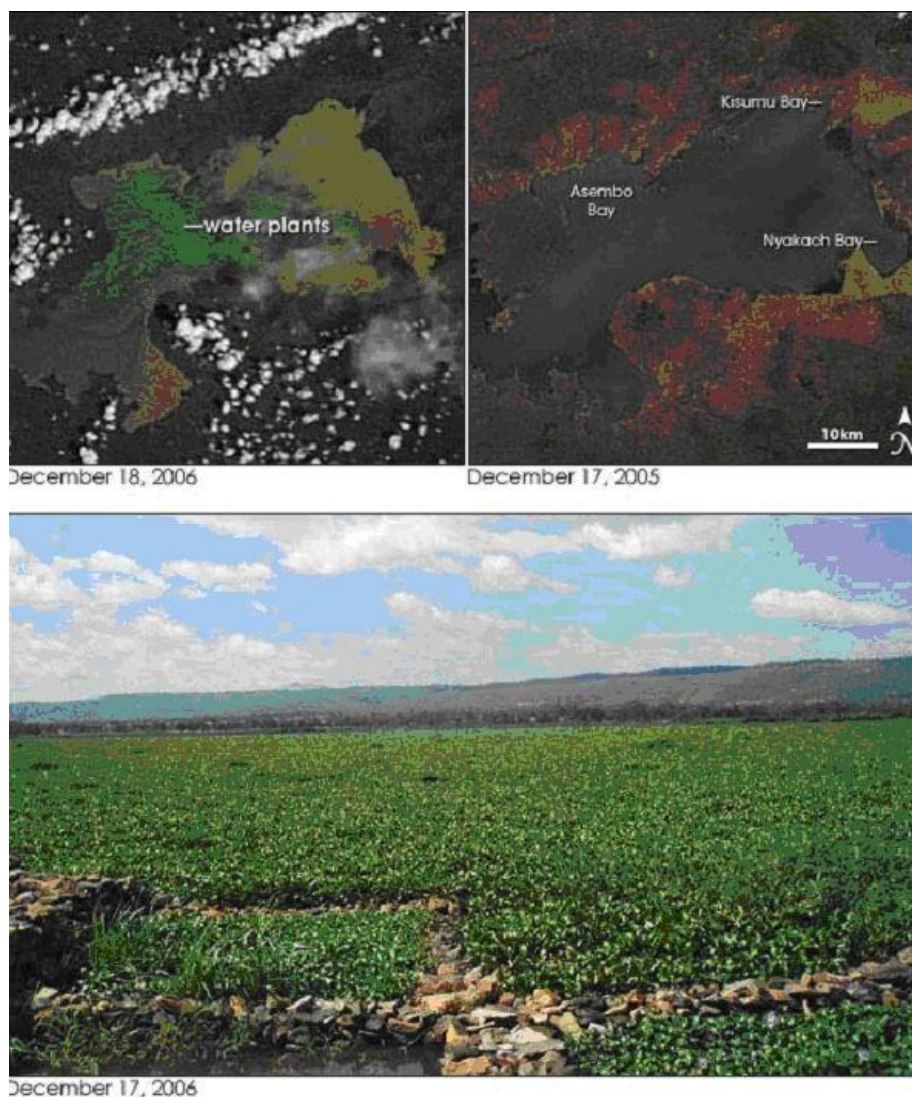 Kisumu Bay
Asembo
Bay
water plants
Nyakach Bay
10km
N
December 18, 2006
December 17, 2005
December 17, 2006